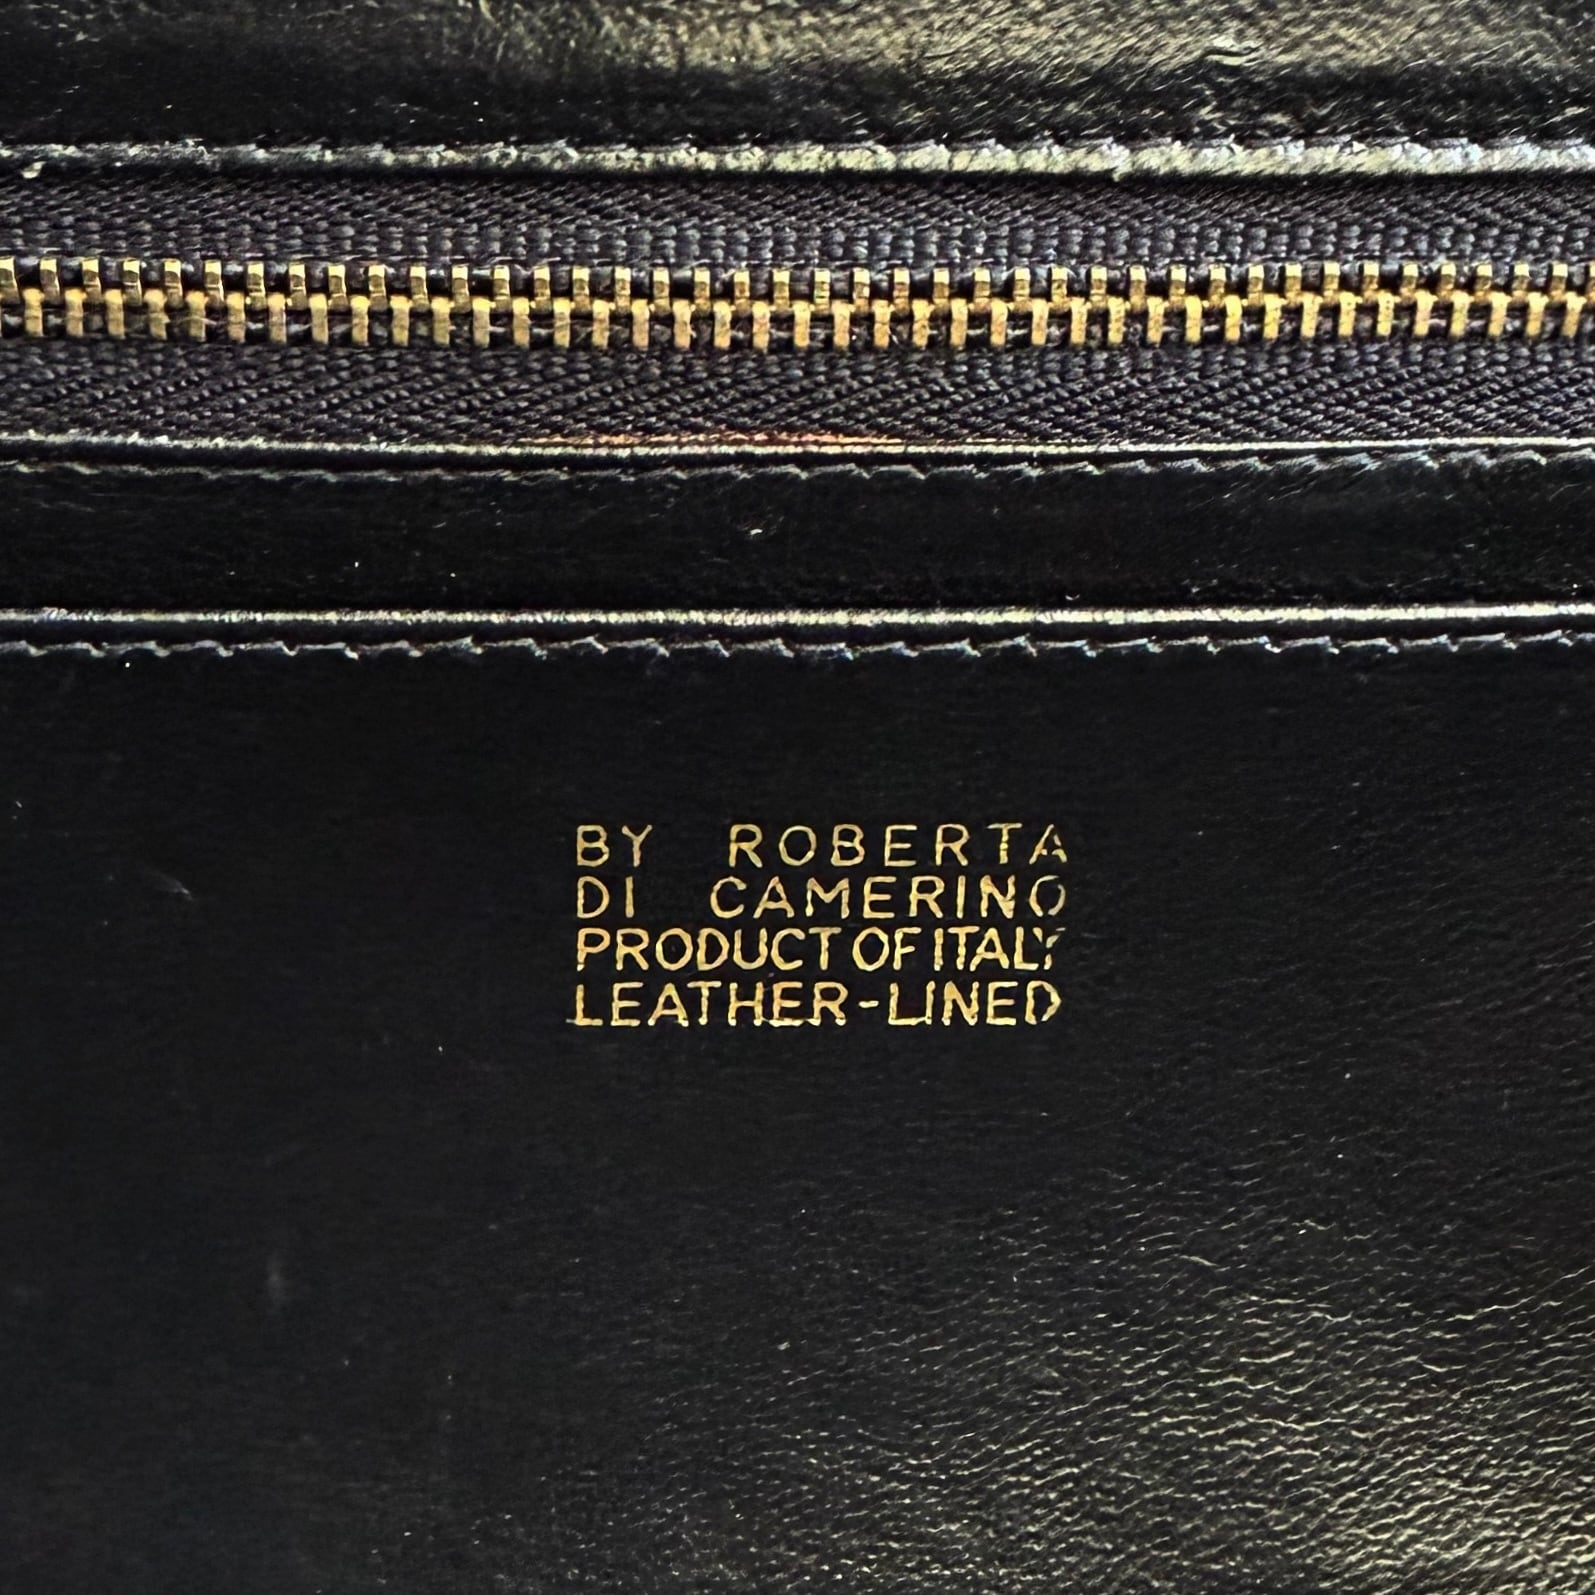 BY ROBERTA
DI CAMERINO
PRODUCT OF ITALY
LEATHER-LINED